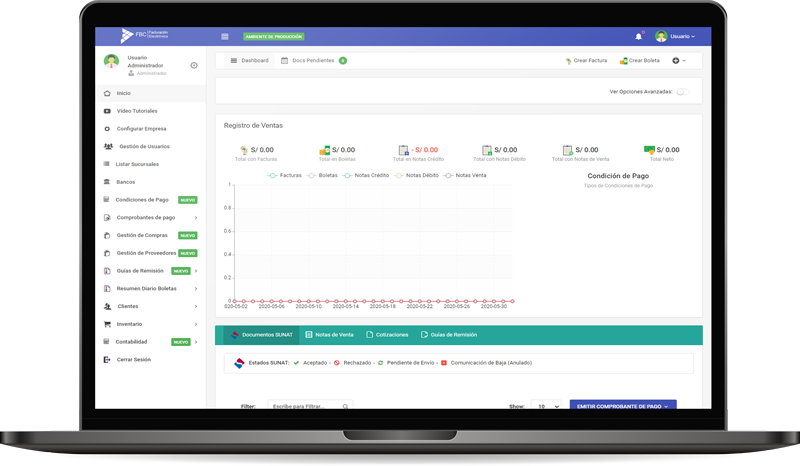 FBC Facturación Electrónica
AMBIENTE DE PRODUCCIÓN
Usuario
Usuario
Administrador
Administrador
Inicio
Video Tutoriales
Configurar Empresa
Gestión de Usuarios
Listar Sucursales
Bancos
Condiciones de Pago NUEVO
Comprobantes de pago
Gestión de Compras NUEVO
Gestión de Proveedores NUEVO
Guías de Remisión NUEVO
Resumen Diario Boletas
Clientes
Inventario
Contabilidad NUEVO
Cerrar Sesión
Dashboard Docs Pendientes
Crear Factura Crear Boleta
Ver Opciones Avanzadas:
Registro de Ventas
S/ 0.00 S/ 0.00 - S/ 0.00 S/ 0.00 S/ 0.00 S/ 0.00
Total con Facturas Total en Boletas Total en Notas Crédito Total con Notas Débito Total con Notas de Venta Total Neto
Facturas Boletas Notas Crédito Notas Débito Notas Venta
Condición de Pago
Tipos de Condiciones de Pago
1
0.8
0.6
0.4
0.2
0
020-05-02 2020-05-06 2020-05-10 2020-05-14 2020-05-18 2020-05-22 2020-05-26 2020-05-30
Documentos SUNAT Notas de Venta Cotizaciones Guías de Remisión
Estados SUNAT: Aceptado - Rechazado - Pendiente de Envío - Comunicación de Baja (Anulado)
Filter: Escribe para Filtrar... Show: 10 EMITIR COMPROBANTE DE PAGO